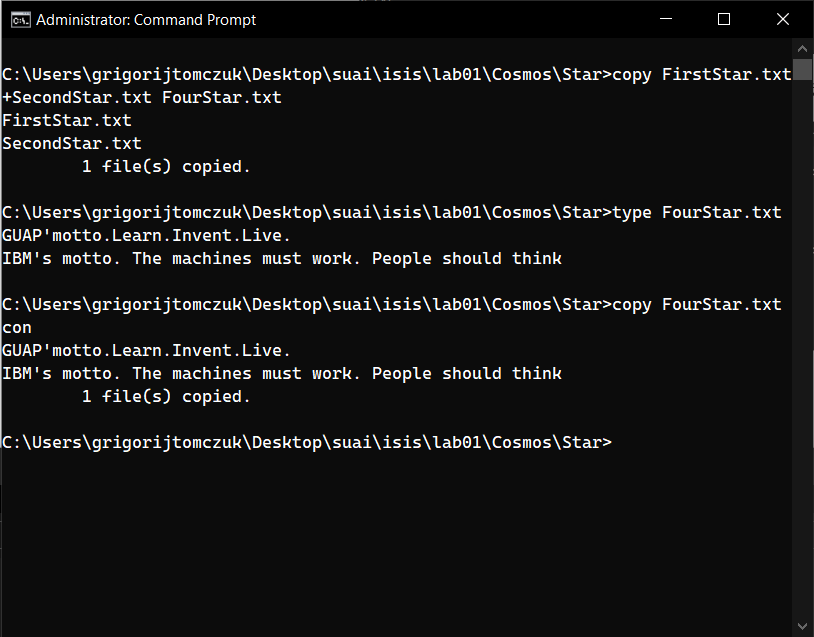 Administrator: Command Prompt
C:\Users\grigorijtomczuk\Desktop\suai\isis\lab01\Cosmos\Star>copy FirstStar.txt
+SecondStar.txt FourStar.txt
FirstStar.txt
SecondStar.txt
        1 file(s) copied.
C:\Users\grigorijtomczuk\Desktop\suai\isis\lab01\Cosmos\Star>type FourStar.txt
GUAP'motto.Learn.Invent.Live.
IBM's motto. The machines must work. People should think
C:\Users\grigorijtomczuk\Desktop\suai\isis\lab01\Cosmos\Star>copy FourStar.txt
con
GUAP'motto.Learn.Invent.Live.
IBM's motto. The machines must work. People should think
        1 file(s) copied.
C:\Users\grigorijtomczuk\Desktop\suai\isis\lab01\Cosmos\Star>